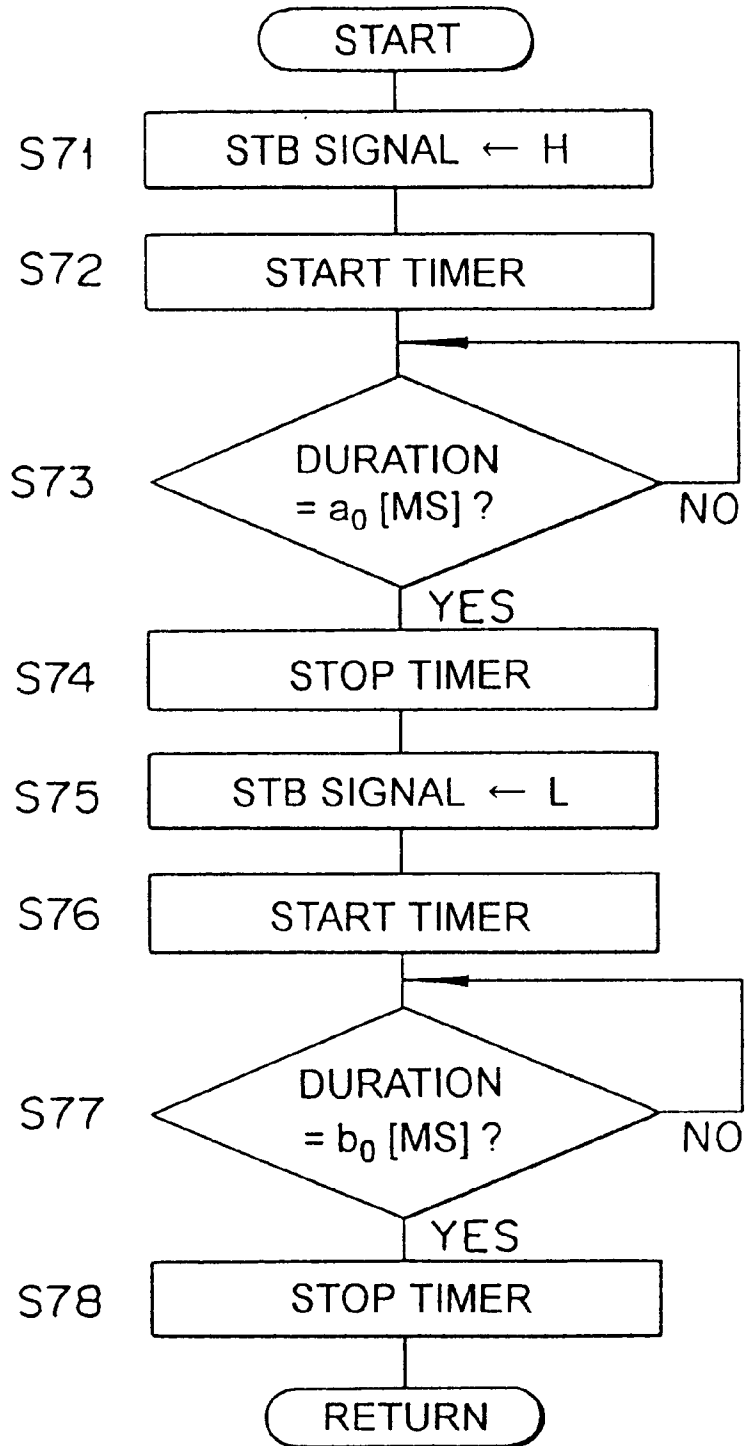 START
S71
STB SIGNAL ← H
S72
START TIMER
S73
DURATION
= a₀ [MS] ?
NO
YES
S74
STOP TIMER
S75
STB SIGNAL ← L
S76
START TIMER
S77
DURATION
= b₀ [MS] ?
NO
YES
S78
STOP TIMER
RETURN